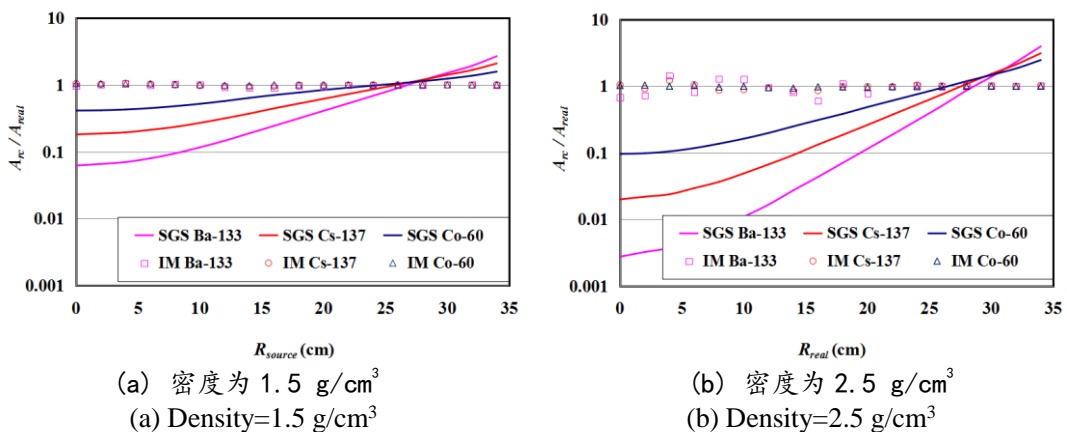 10
1
0.1
0.01
0.001
A_rc / A_real
SGS Ba-133 SGS Cs-137 SGS Co-60
IM Ba-133 IM Cs-137 IM Co-60
0 5 10 15 20 25 30 35
R_source (cm)
(a) 密度为 1.5 g/cm³
(a) Density=1.5 g/cm³
10
1
0.1
0.01
0.001
A_rc / A_real
SGS Ba-133 SGS Cs-137 SGS Co-60
IM Ba-133 IM Cs-137 IM Co-60
0 5 10 15 20 25 30 35
R_real (cm)
(b) 密度为 2.5 g/cm³
(b) Density=2.5 g/cm³